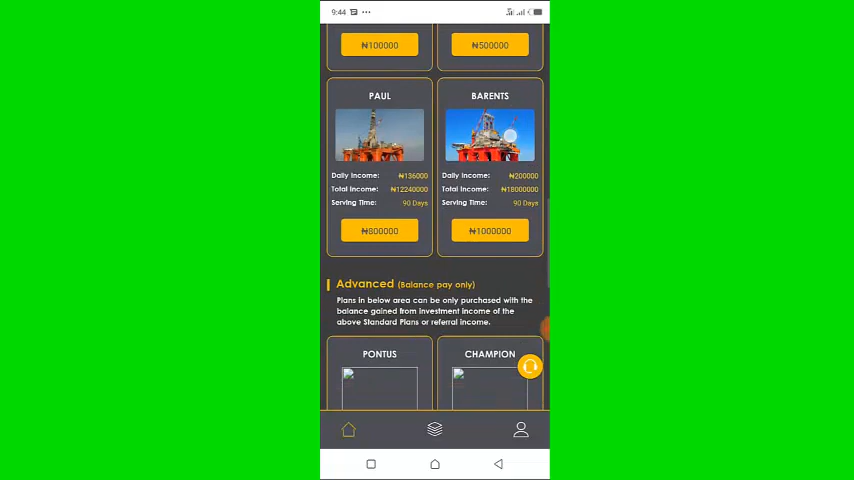 9:44
₦100000
₦500000
PAUL
BARENTS
Daily Income: ₦136000
Total Income: ₦12240000
Serving Time: 90 Days
₦800000
Daily Income: ₦200000
Total Income: ₦18000000
Serving Time: 90 Days
₦1000000
Advanced (Balance pay only)
Plans in below area can be only purchased with the
balance gained from investment income of the
above Standard Plans or referral income.
PONTUS
CHAMPION